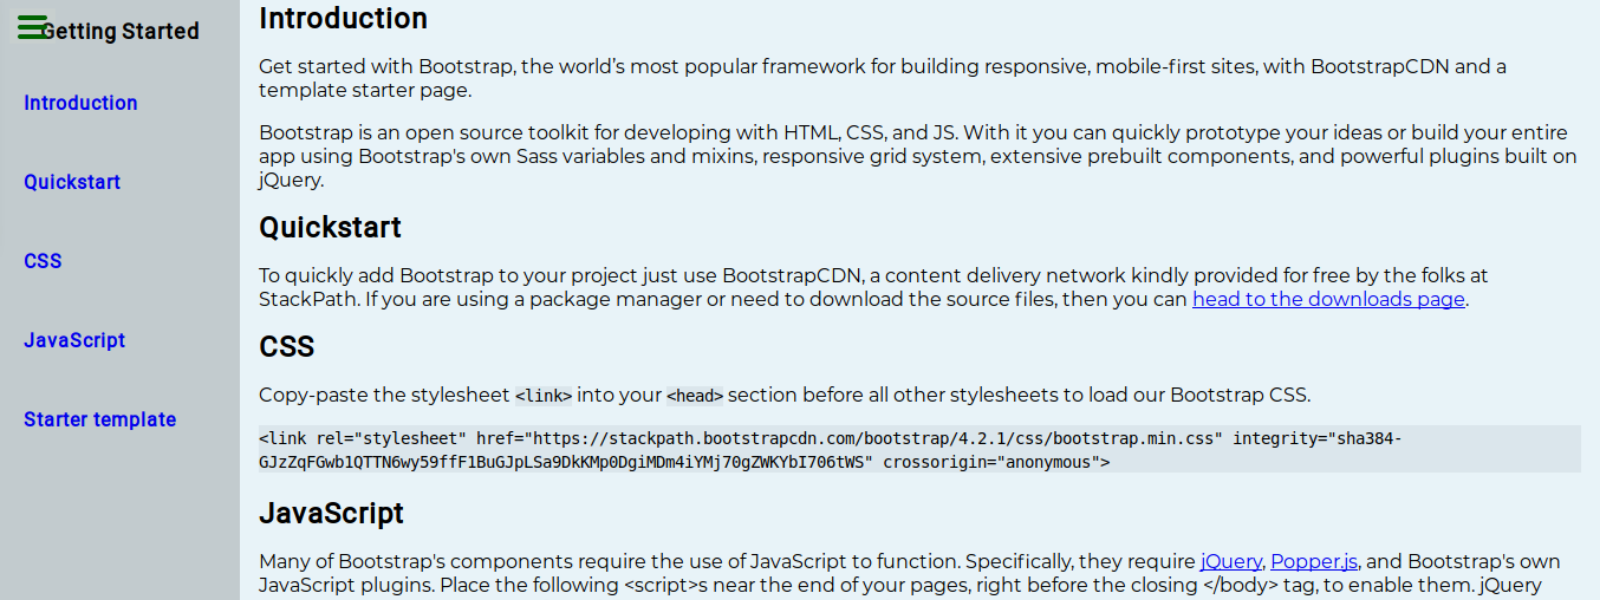 Getting Started
Introduction
Quickstart
CSS
JavaScript
Starter template
Introduction
Get started with Bootstrap, the world's most popular framework for building responsive, mobile-first sites, with BootstrapCDN and a
template starter page.
Bootstrap is an open source toolkit for developing with HTML, CSS, and JS. With it you can quickly prototype your ideas or build your entire
app using Bootstrap's own Sass variables and mixins, responsive grid system, extensive prebuilt components, and powerful plugins built on
jQuery.
Quickstart
To quickly add Bootstrap to your project just use BootstrapCDN, a content delivery network kindly provided for free by the folks at
StackPath. If you are using a package manager or need to download the source files, then you can head to the downloads page.
CSS
Copy-paste the stylesheet <link> into your <head> section before all other stylesheets to load our Bootstrap CSS.
<link rel="stylesheet" href="https://stackpath.bootstrapcdn.com/bootstrap/4.2.1/css/bootstrap.min.css" integrity="sha384-
GJzZqFGwb1QTTN6wy59ffF1BuGJpLSa9DkKMp0DgiMDm4iYMj70gZWKYbI706tWS" crossorigin="anonymous">
JavaScript
Many of Bootstrap's components require the use of JavaScript to function. Specifically, they require jQuery, Popper.js, and Bootstrap's own
JavaScript plugins. Place the following <script>s near the end of your pages, right before the closing </body> tag, to enable them. jQuery